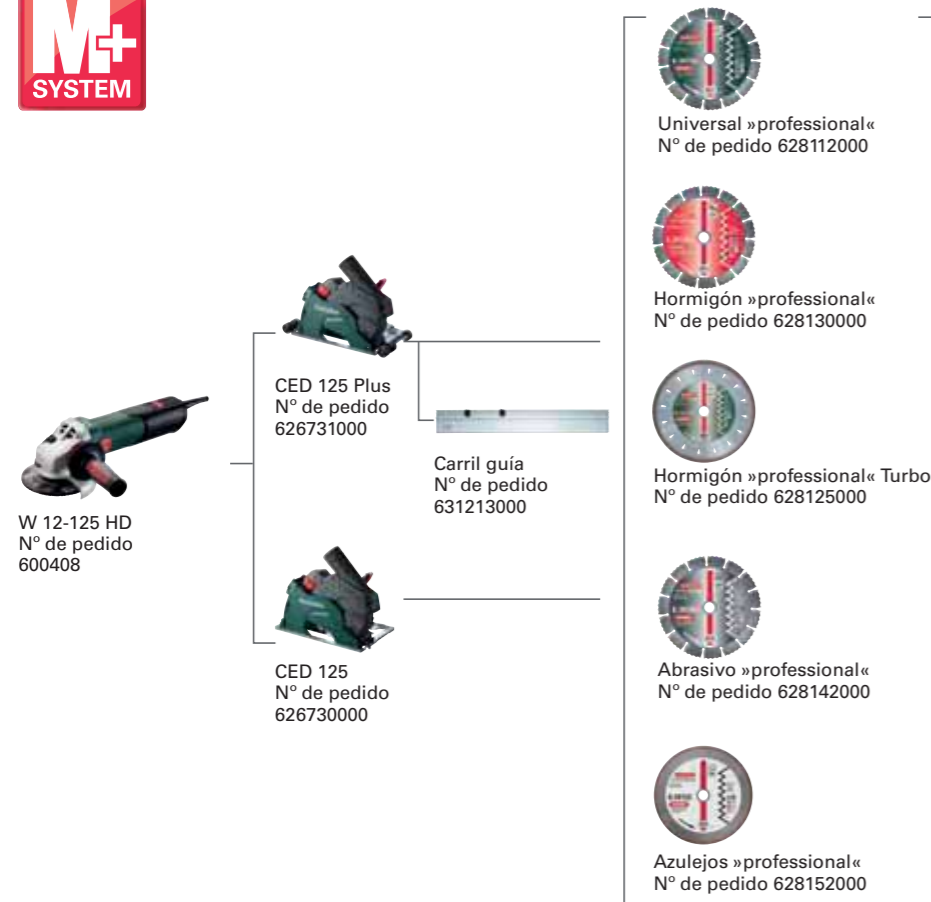 M+
SYSTEM
Universal »professional«
Nº de pedido 628112000
Hormigón »professional«
Nº de pedido 628130000
CED 125 Plus
Nº de pedido
626731000
Carril guía
Nº de pedido
631213000
Hormigón »professional« Turbo
Nº de pedido 628125000
W 12-125 HD
Nº de pedido
600408
CED 125
Nº de pedido
626730000
Abrasivo »professional«
Nº de pedido 628142000
Azulejos »professional«
Nº de pedido 628152000